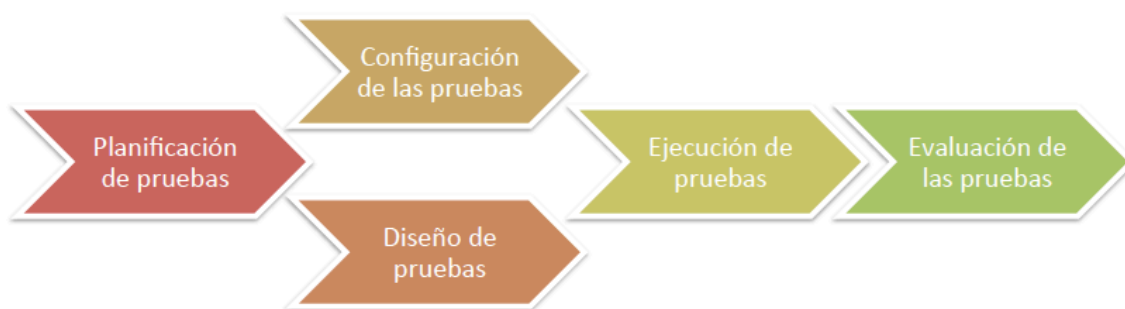 Planificación
de pruebas
Configuración
de las pruebas
Diseño de
pruebas
Ejecución de
pruebas
Evaluación de
las pruebas